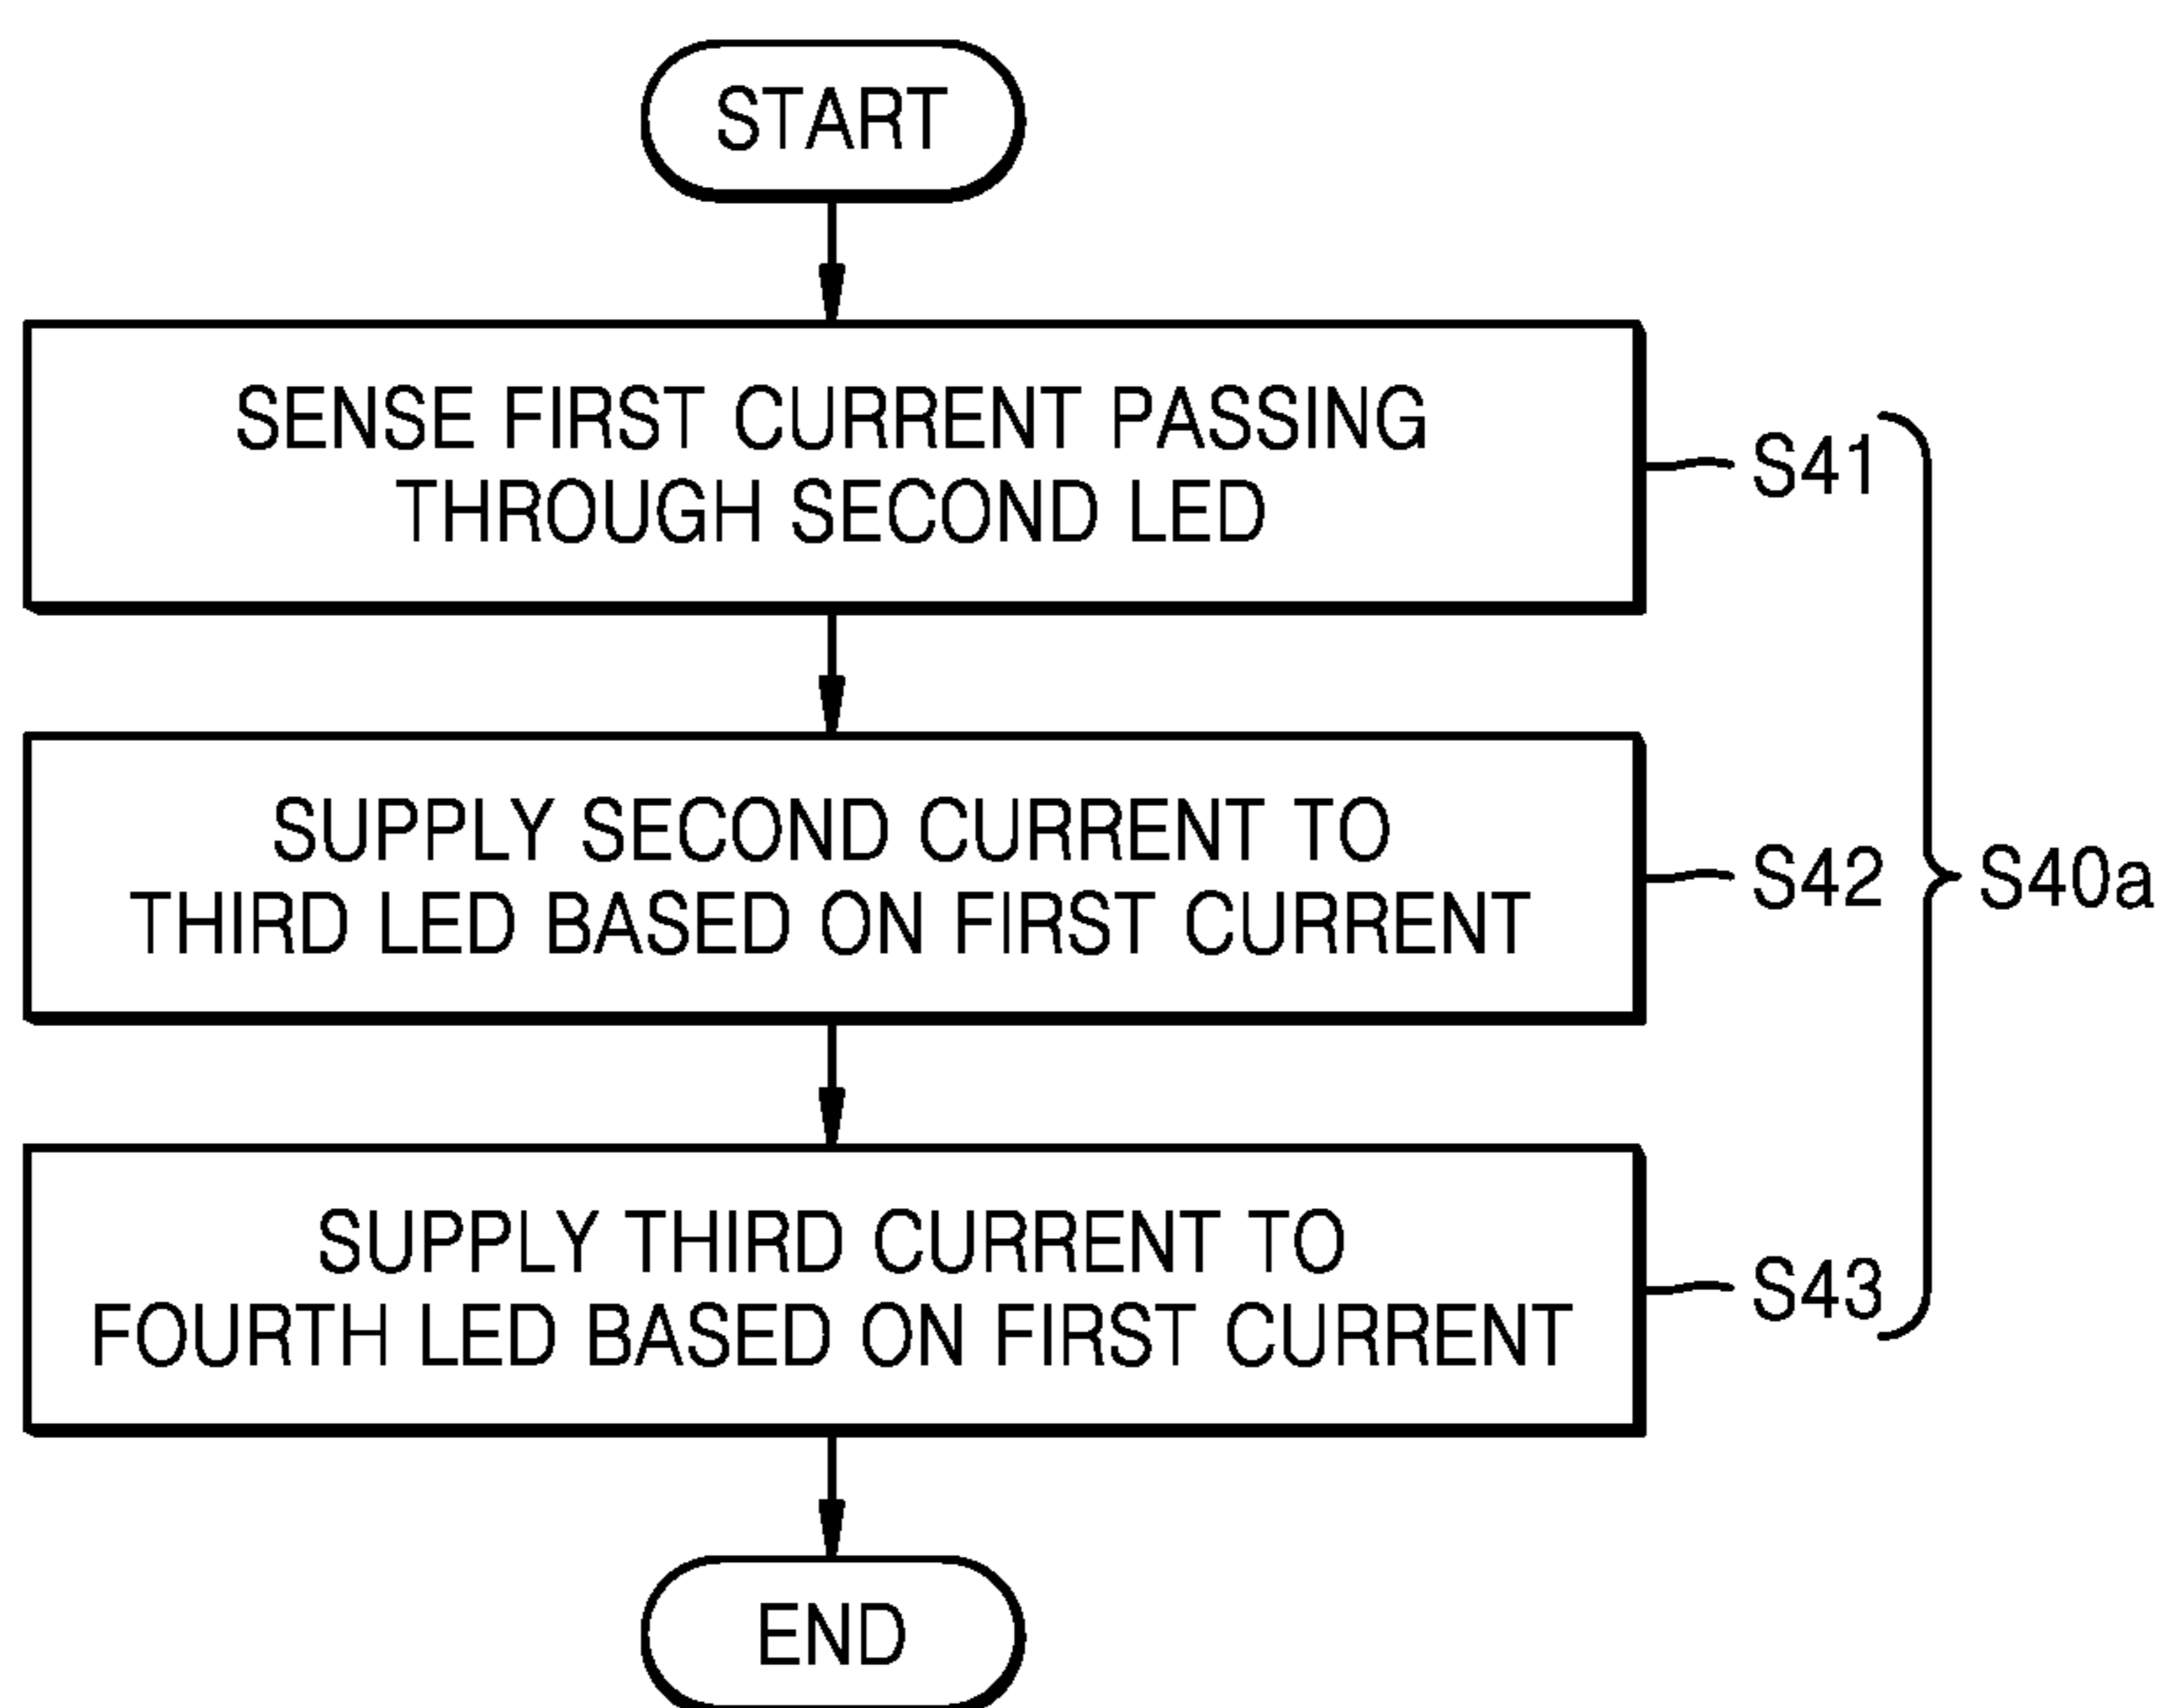 START
SENSE FIRST CURRENT PASSING
THROUGH SECOND LED
S41
SUPPLY SECOND CURRENT TO
THIRD LED BASED ON FIRST CURRENT
S42
S40a
SUPPLY THIRD CURRENT TO
FOURTH LED BASED ON FIRST CURRENT
S43
END